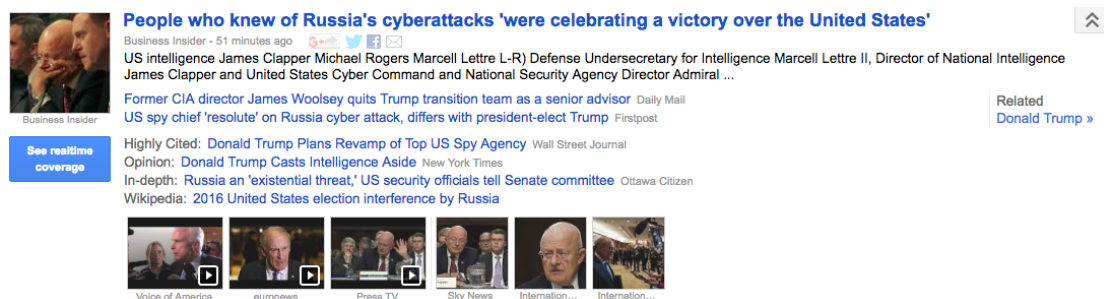 People who knew of Russia's cyberattacks 'were celebrating a victory over the United States'
Business Insider - 51 minutes ago
US intelligence James Clapper Michael Rogers Marcell Lettre L-R) Defense Undersecretary for Intelligence Marcell Lettre II, Director of National Intelligence
James Clapper and United States Cyber Command and National Security Agency Director Admiral ...
Business Insider
See realtime
coverage
Former CIA director James Woolsey quits Trump transition team as a senior advisor Daily Mail
US spy chief 'resolute' on Russia cyber attack, differs with president-elect Trump Firstpost
Related
Donald Trump »
Highly Cited: Donald Trump Plans Revamp of Top US Spy Agency Wall Street Journal
Opinion: Donald Trump Casts Intelligence Aside New York Times
In-depth: Russia an 'existential threat,' US security officials tell Senate committee Ottawa Citizen
Wikipedia: 2016 United States election interference by Russia
Voice of America
euronews
Press TV
Sky News
Internation...
Internation...